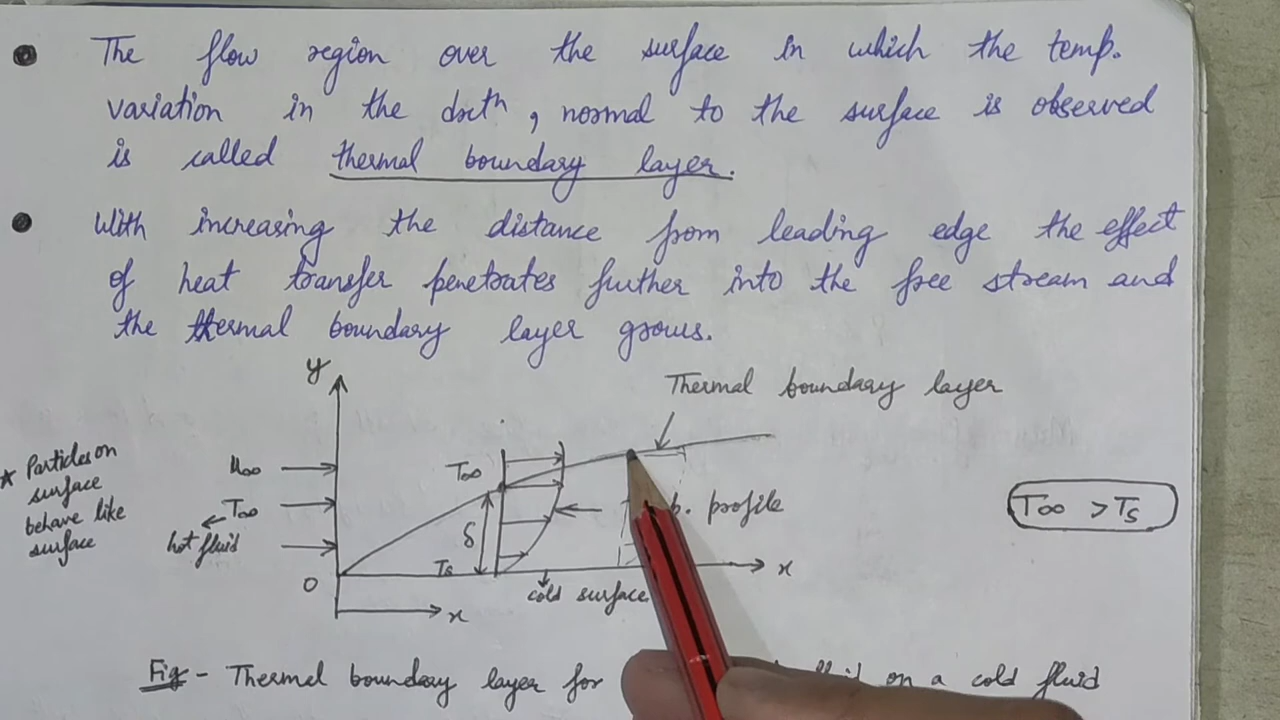 The flow region over the surface in which the temp.
variation in the dxctn, normal to the surface is observed
is called thermal boundary layer.
With increasing the distance from leading edge the effect
of heat transfer penetrates further into the free stream and
the thermal boundary layer grows.
y
Thermal boundary layer
* Particles on
surface
behave like
surface
u∞
T∞
hot fluid
T∞
δ
Ts
profile
T∞ > Ts
0
x
cold surface
x
Fig - Thermal boundary layer for on a cold fluid